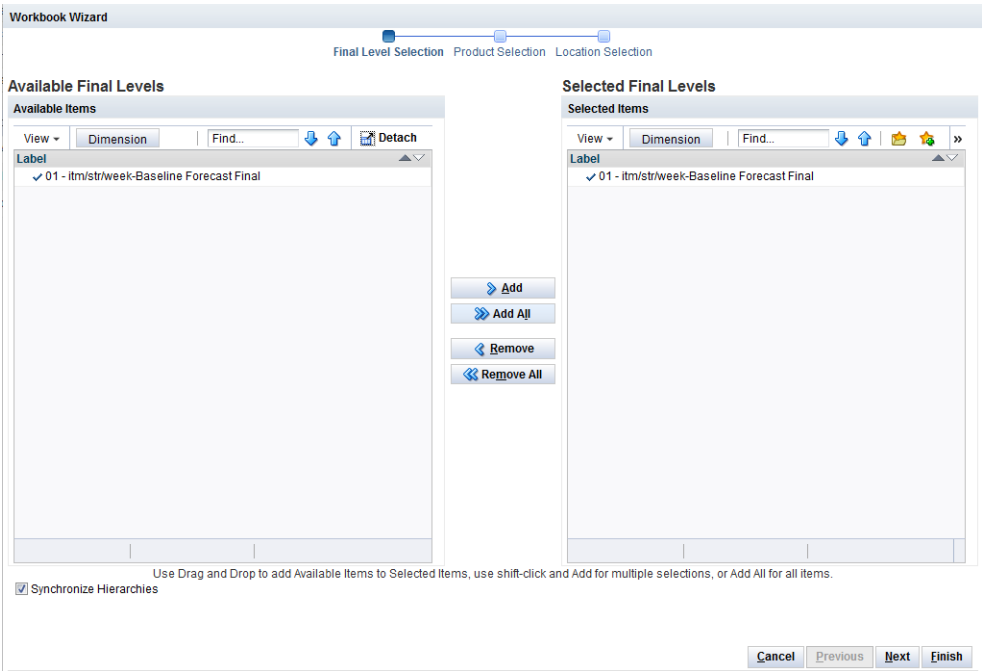 Workbook Wizard
Final Level Selection Product Selection Location Selection
Available Final Levels
Available Items
View Dimension Find... Detach
Label
01 - itm/str/week-Baseline Forecast Final
Add
Add All
Remove
Remove All
Selected Final Levels
Selected Items
View Dimension Find... »
Label
01 - itm/str/week-Baseline Forecast Final
Use Drag and Drop to add Available Items to Selected Items, use shift-click and Add for multiple selections, or Add All for all items.
Synchronize Hierarchies
Cancel Previous Next Finish